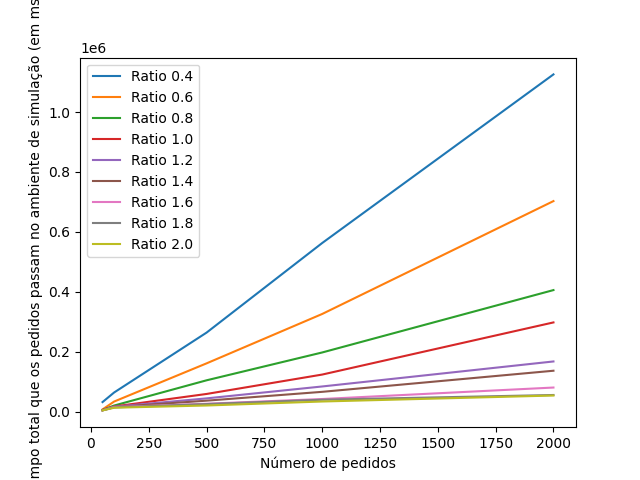 1e6
Ratio 0.4
Ratio 0.6
Ratio 0.8
Ratio 1.0
Ratio 1.2
Ratio 1.4
Ratio 1.6
Ratio 1.8
Ratio 2.0
1.0
0.8
0.6
0.4
0.2
0.0
0 250 500 750 1000 1250 1500 1750 2000
Número de pedidos
mpo total que os pedidos passam no ambiente de simulação (em ms